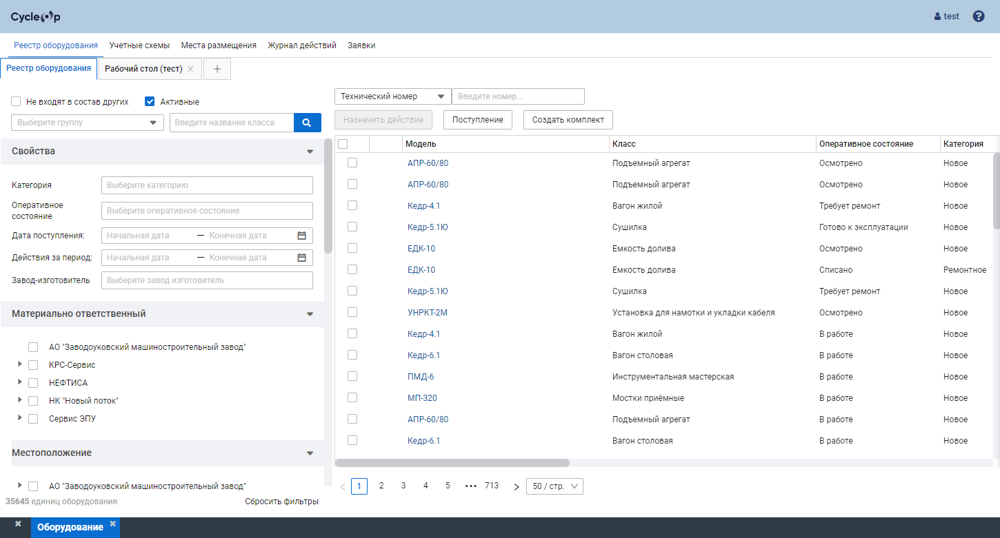 CycleOp
test
Реестр оборудования Учетные схемы Места размещения Журнал действий Заявки
Реестр оборудования Рабочий стол (тест)
Не входят в состав других Активные
Выберите группу Введите название класса
Свойства
Категория Выберите категорию
Оперативное состояние Выберите оперативное состояние
Дата поступления: Начальная дата — Конечная дата
Действия за период: Начальная дата — Конечная дата
Завод-изготовитель Выберите завод изготовитель
Материально ответственный
АО "Заводоуковский машиностроительный завод"
КРС-Сервис
НЕФТИСА
НК "Новый поток"
Сервис ЭПУ
Местоположение
АО "Заводоуковский машиностроительный завод"
35645 единиц оборудования Сбросить фильтры
Технический номер Введите номер...
Назначить действие Поступление Создать комплект
Модель Класс Оперативное состояние Категория
АПР-60/80 Подъемный агрегат Осмотрено Новое
АПР-60/80 Подъемный агрегат Осмотрено Новое
Кедр-4.1 Вагон жилой Требует ремонт Новое
Кедр-5.1Ю Сушилка Готово к эксплуатации Новое
ЕДК-10 Емкость долива Осмотрено Новое
ЕДК-10 Емкость долива Списано Ремонтное
Кедр-5.1Ю Сушилка Требует ремонт Новое
УНРКТ-2М Установка для намотки и укладки кабеля Осмотрено Новое
Кедр-4.1 Вагон жилой В работе Новое
Кедр-6.1 Вагон столовая В работе Новое
ПМД-6 Инструментальная мастерская В работе Новое
МП-320 Мостки приёмные В работе Новое
АПР-60/80 Подъемный агрегат В работе Новое
Кедр-6.1 Вагон столовая В работе Новое
1 2 3 4 5 ••• 713 50 / стр.
Оборудование